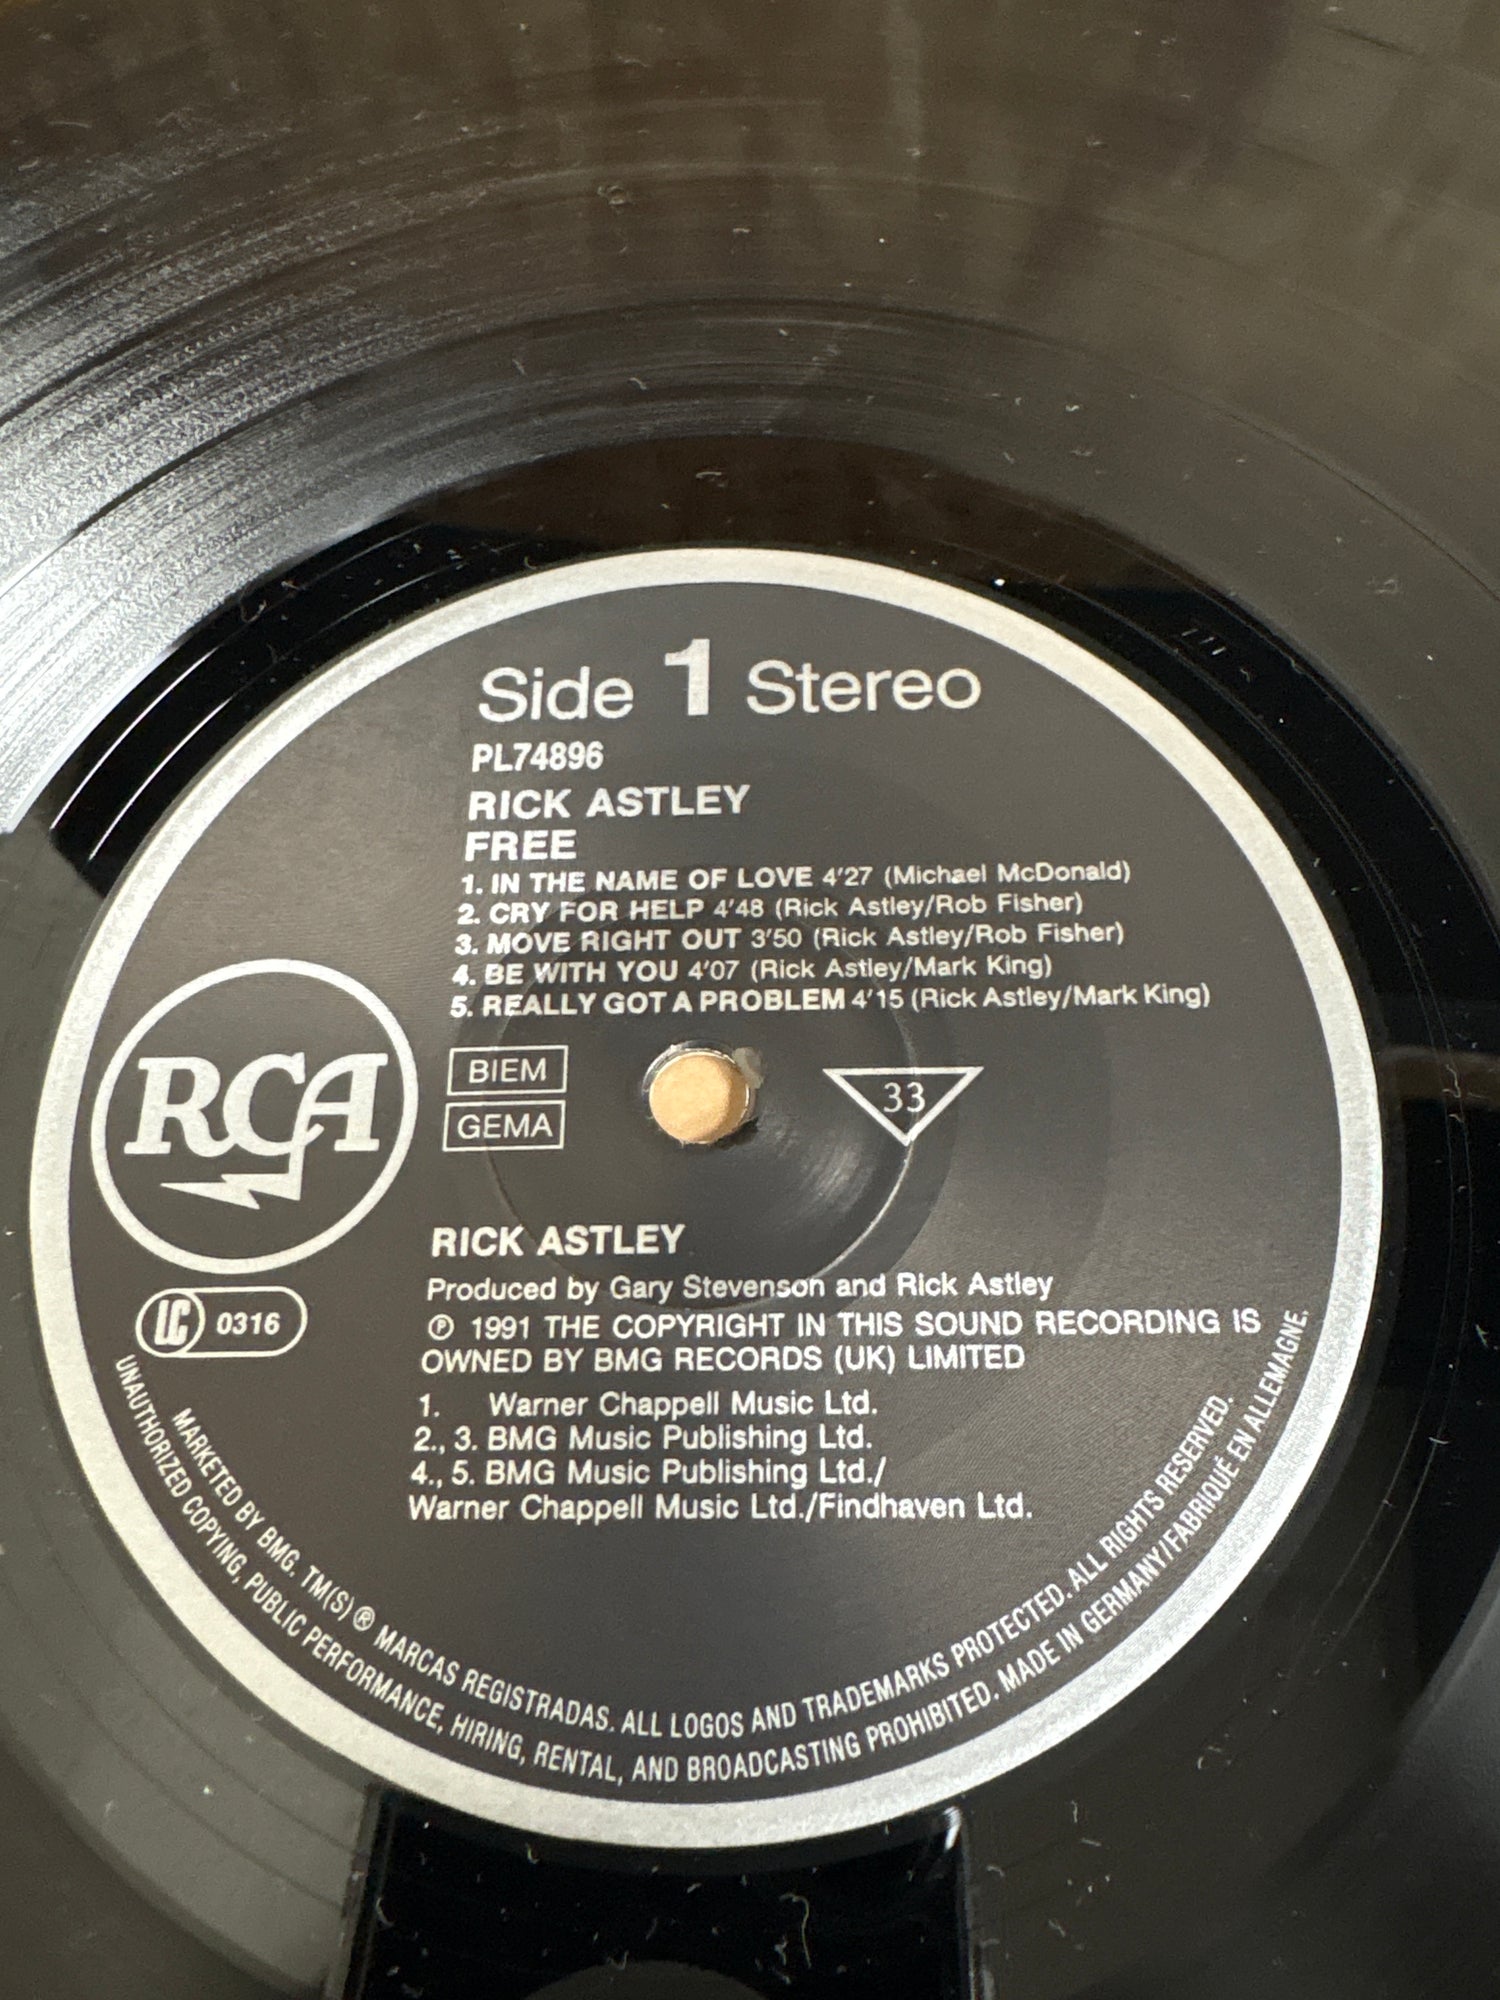 Side 1 Stereo
PL74896
RICK ASTLEY
FREE
1. IN THE NAME OF LOVE 4'27 (Michael McDonald)
2. CRY FOR HELP 4'48 (Rick Astley/Rob Fisher)
3. MOVE RIGHT OUT 3'50 (Rick Astley/Rob Fisher)
4. BE WITH YOU 4'07 (Rick Astley/Mark King)
5. REALLY GOT A PROBLEM 4'15 (Rick Astley/Mark King)
RCA
BIEM
GEMA
33
RICK ASTLEY
Produced by Gary Stevenson and Rick Astley
LC 0316
℗ 1991 THE COPYRIGHT IN THIS SOUND RECORDING IS
OWNED BY BMG RECORDS (UK) LIMITED
1. Warner Chappell Music Ltd.
2., 3. BMG Music Publishing Ltd.
4., 5. BMG Music Publishing Ltd./
Warner Chappell Music Ltd./Findhaven Ltd.
MARKETED BY BMG. TM(S) ® MARCAS REGISTRADAS. ALL LOGOS AND TRADEMARKS PROTECTED. ALL RIGHTS RESERVED.
UNAUTHORIZED COPYING, PUBLIC PERFORMANCE, HIRING, RENTAL, AND BROADCASTING PROHIBITED. MADE IN GERMANY/FABRIQUÉ EN ALLEMAGNE.